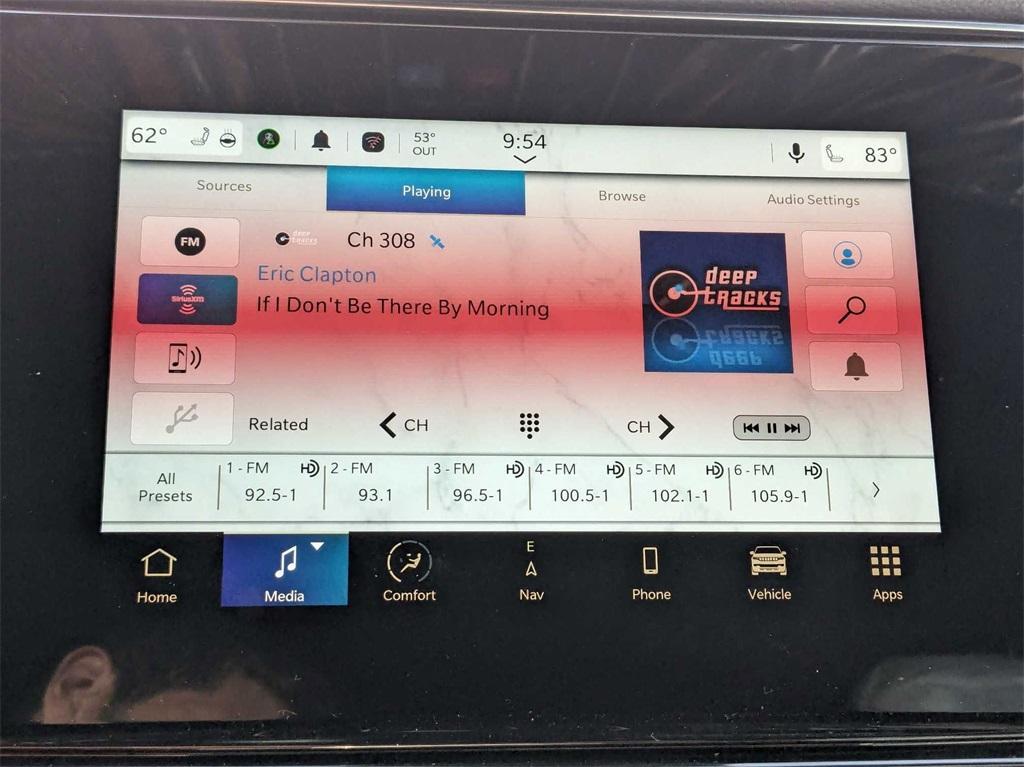 62°
53°
OUT
9:54
83°
Sources
Playing
Browse
Audio Settings
FM
deep tracks
Ch 308
SiriusXM
Eric Clapton
If I Don't Be There By Morning
deep
tracks
Related
CH
CH
All
Presets
1 - FM HD
92.5-1
2 - FM
93.1
3 - FM HD
96.5-1
4 - FM HD
100.5-1
5 - FM HD
102.1-1
6 - FM HD
105.9-1
Home
Media
Comfort
E
Nav
Phone
Vehicle
Apps